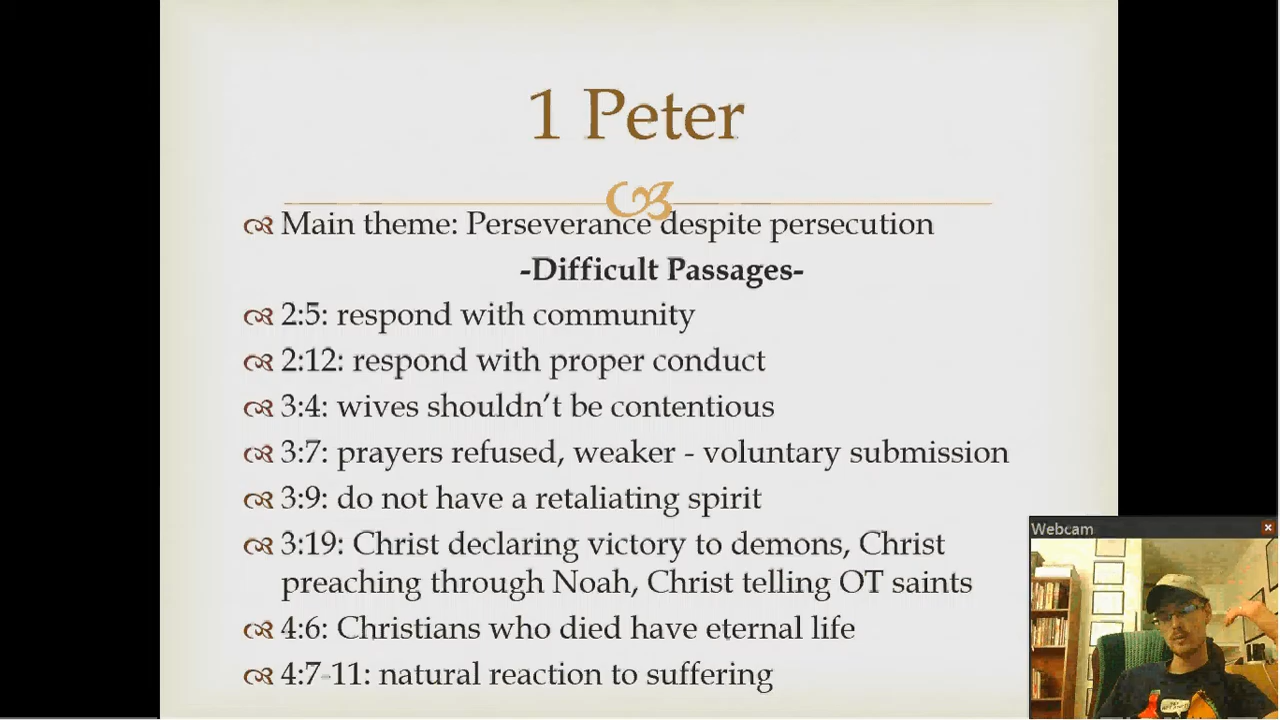 1 Peter
Main theme: Perseverance despite persecution
-Difficult Passages-
2:5: respond with community
2:12: respond with proper conduct
3:4: wives shouldn't be contentious
3:7: prayers refused, weaker - voluntary submission
3:9: do not have a retaliating spirit
3:19: Christ declaring victory to demons, Christ
preaching through Noah, Christ telling OT saints
4:6: Christians who died have eternal life
4:7-11: natural reaction to suffering
Webcam